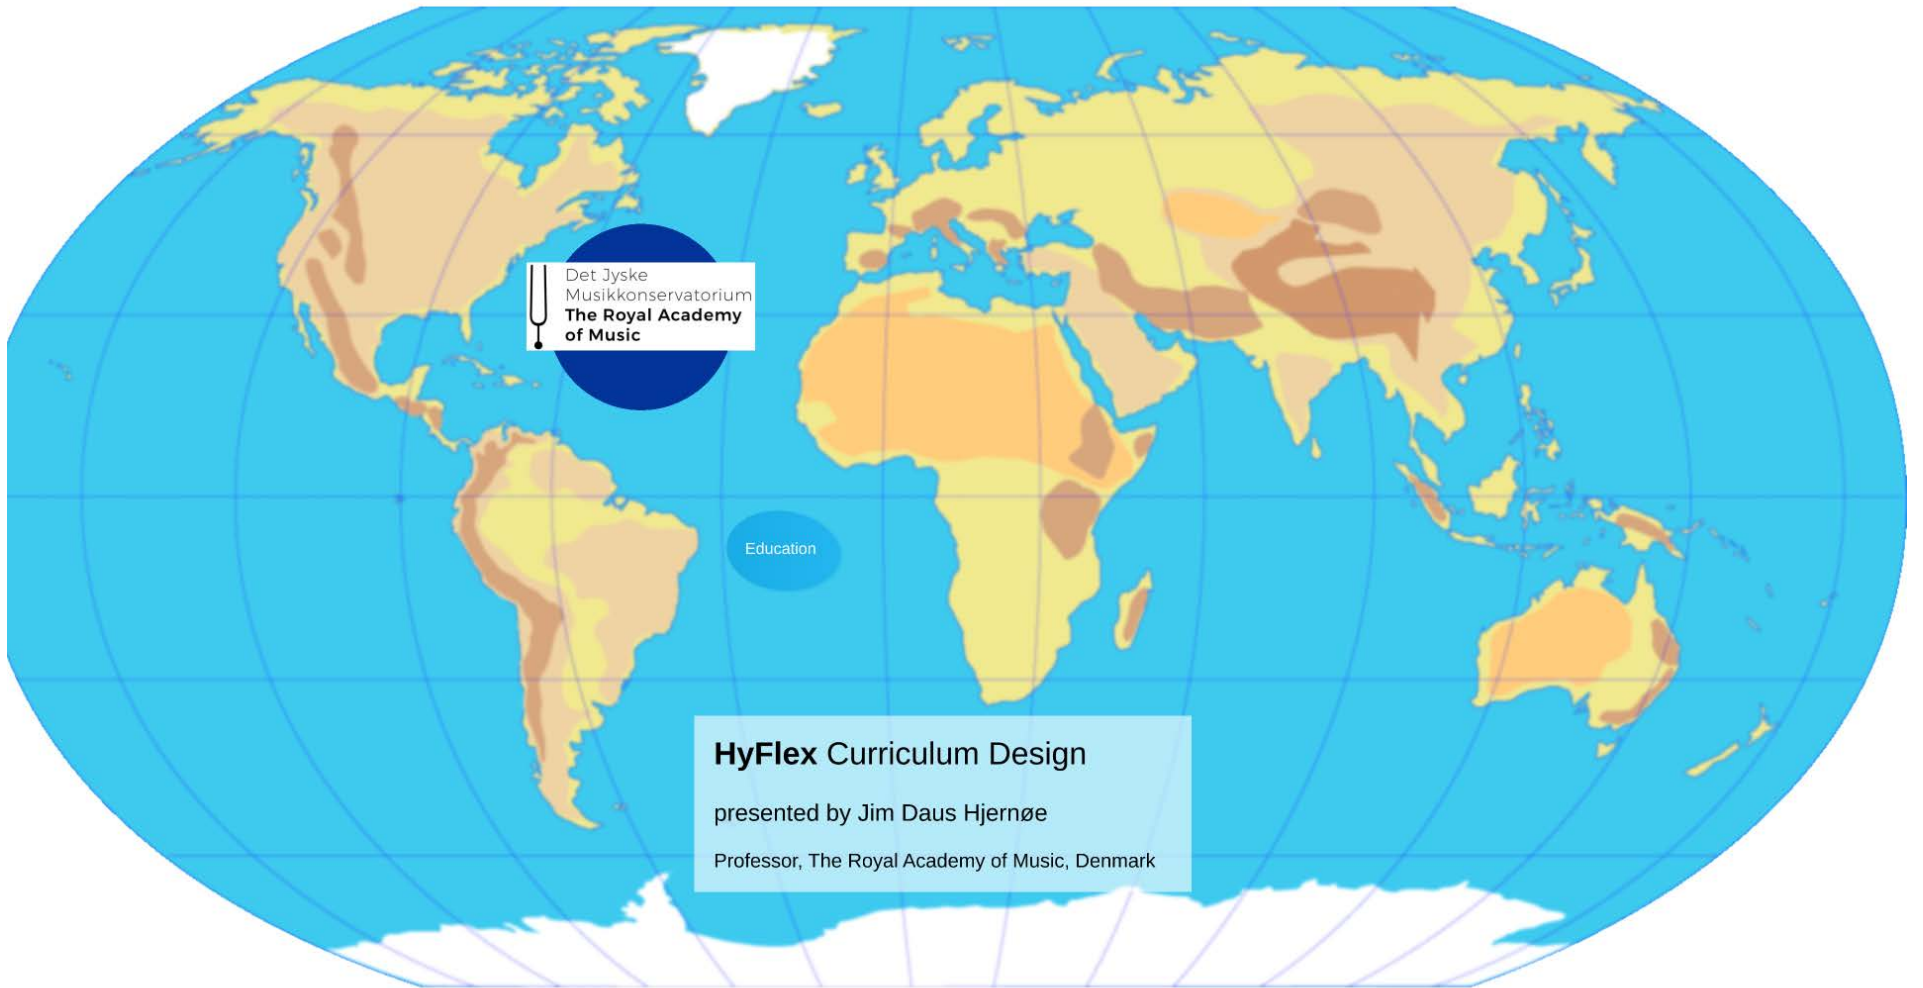 Det Jyske
Musikkonservatorium
The Royal Academy
of Music
Education
HyFlex Curriculum Design
presented by Jim Daus Hjernøe
Professor, The Royal Academy of Music, Denmark